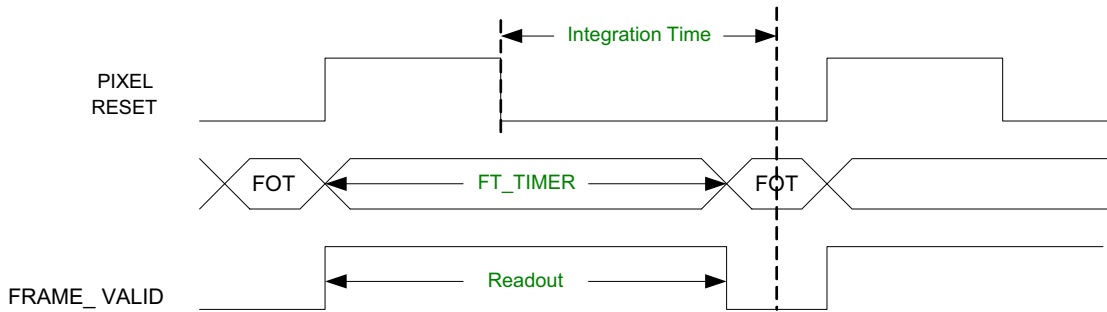 Integration Time
PIXEL
RESET
FOT
FT_TIMER
FOT
Readout
FRAME_ VALID